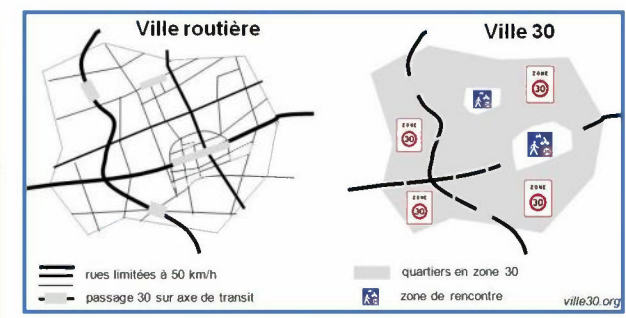 Ville routière
Ville 30
ZONE
30
ZONE
30
ZONE
30
ZONE
30
rues limitées à 50 km/h
passage 30 sur axe de transit
quartiers en zone 30
zone de rencontre
ville30.org